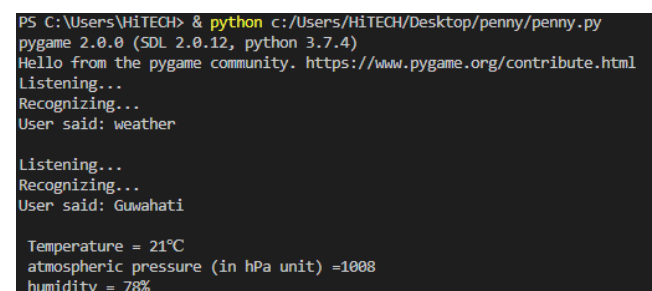 PS C:\Users\HiTECH> & python c:/Users/HiTECH/Desktop/penny/penny.py
pygame 2.0.0 (SDL 2.0.12, python 3.7.4)
Hello from the pygame community. https://www.pygame.org/contribute.html
Listening...
Recognizing...
User said: weather
Listening...
Recognizing...
User said: Guwahati
Temperature = 21℃
atmospheric pressure (in hPa unit) =1008
humidity = 78%